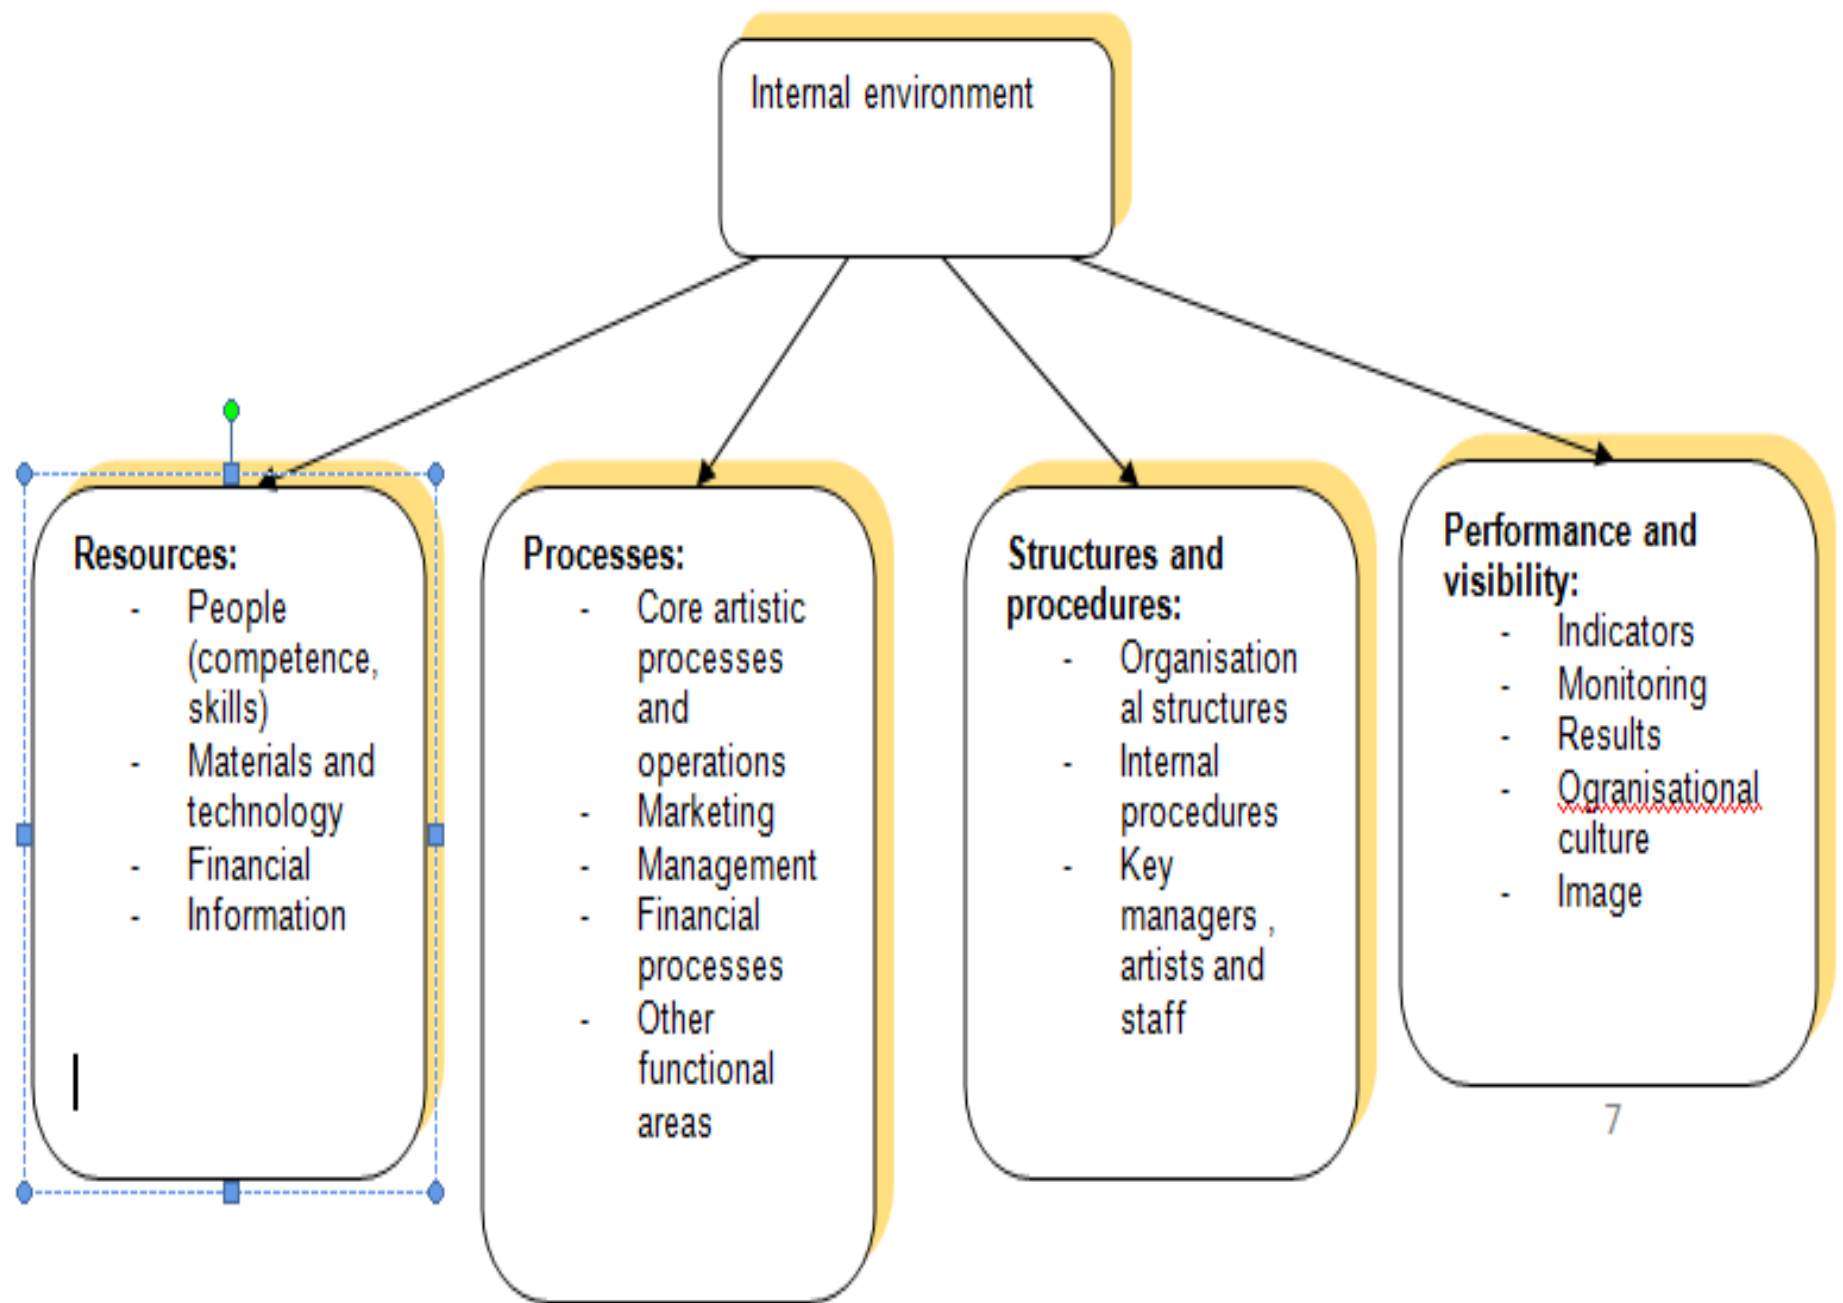 Internal environment
Resources:
- People
(competence,
skills)
- Materials and
technology
- Financial
- Information
Processes:
- Core artistic
processes
and
operations
- Marketing
- Management
- Financial
processes
- Other
functional
areas
Structures and
procedures:
- Organisation
al structures
- Internal
procedures
- Key
managers ,
artists and
staff
Performance and
visibility:
- Indicators
- Monitoring
- Results
- Ogranisational
culture
- Image
7